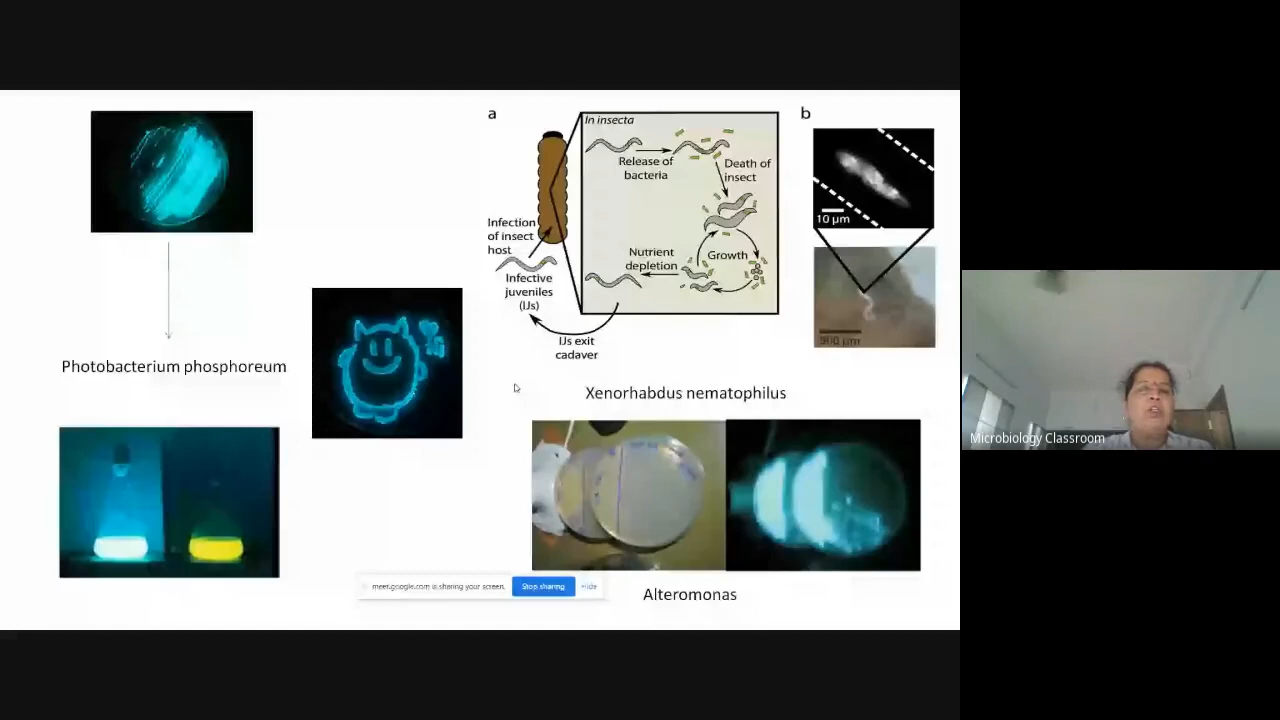 a
In insecta
Release of
bacteria
Death of
insect
Infection
of insect
host
Nutrient
depletion
Growth
Infective
juveniles
(IJs)
IJs exit
cadaver
b
10 µm
500 µm
Photobacterium phosphoreum
Xenorhabdus nematophilus
Alteromonas
meet.google.com is sharing your screen.
Stop sharing
Hide
Microbiology Classroom